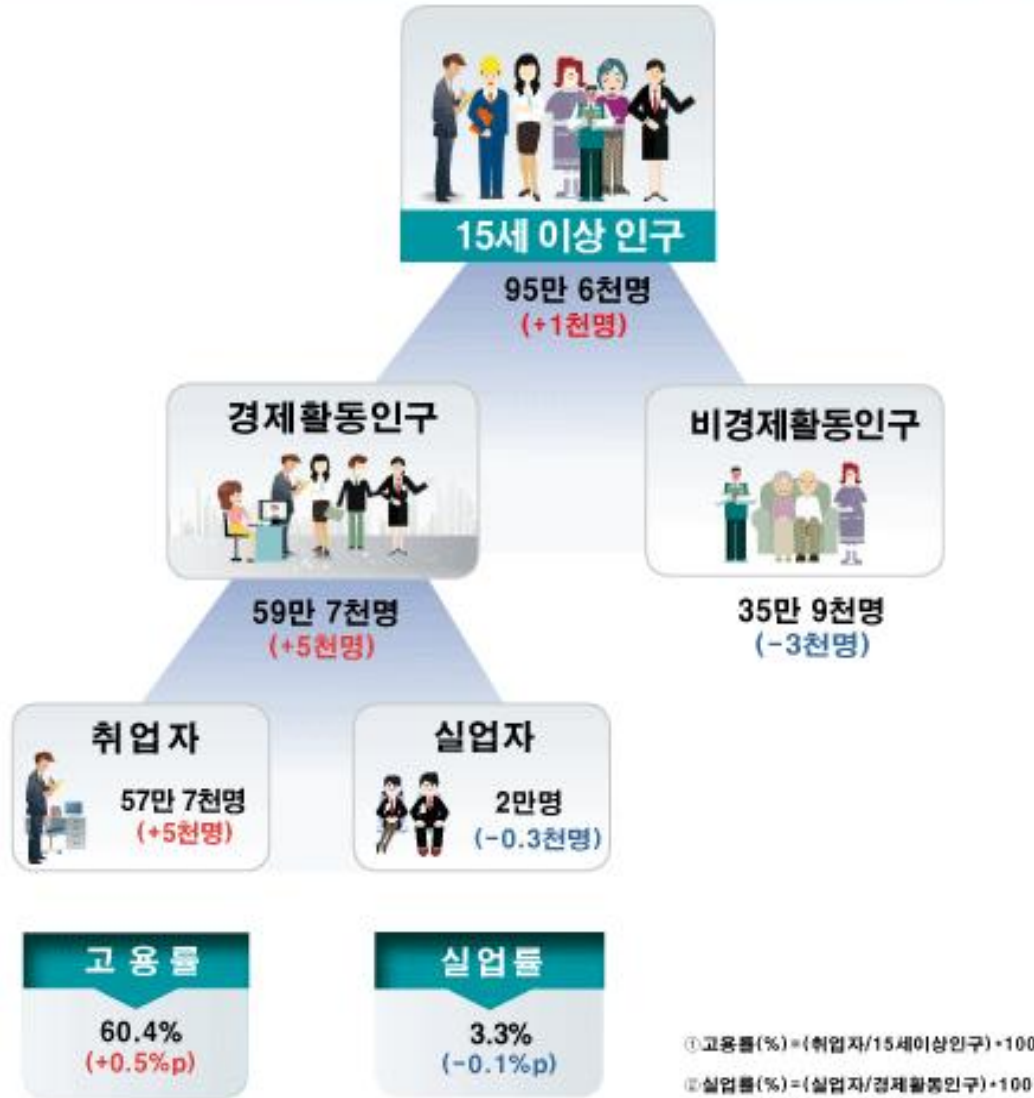 15세 이상 인구
95만 6천명
(+1천명)
경제활동인구
59만 7천명
(+5천명)
비경제활동인구
35만 9천명
(-3천명)
취업자
57만 7천명
(+5천명)
실업자
2만명
(-0.3천명)
고용률
60.4%
(+0.5%p)
실업률
3.3%
(-0.1%p)
①고용률(%)=(취업자/15세이상인구)*100
②실업률(%)=(실업자/경제활동인구)*100